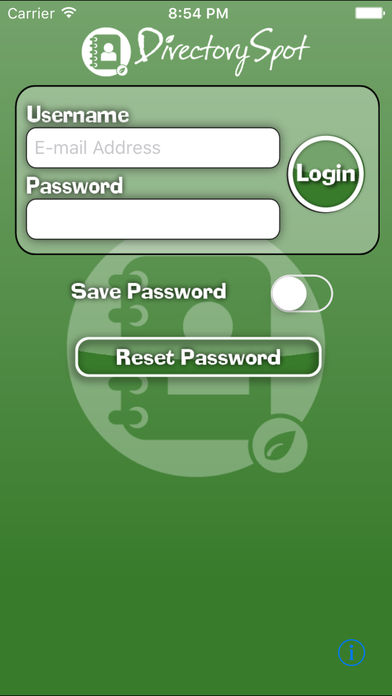 Carrier 8:54 PM
DirectorySpot
Username
E-mail Address
Password
Login
Save Password
Reset Password
i